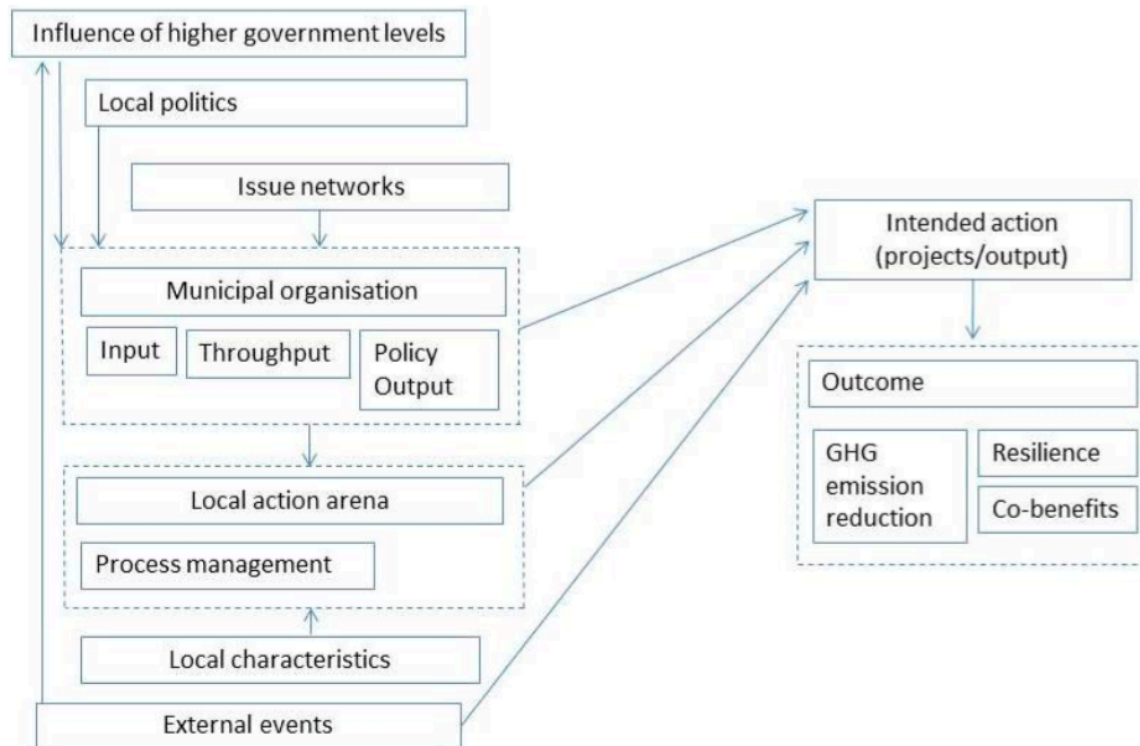 Influence of higher government levels
Local politics
Issue networks
Municipal organisation
Input
Throughput
Policy
Output
Local action arena
Process management
Local characteristics
External events
Intended action
(projects/output)
Outcome
GHG
emission
reduction
Resilience
Co-benefits